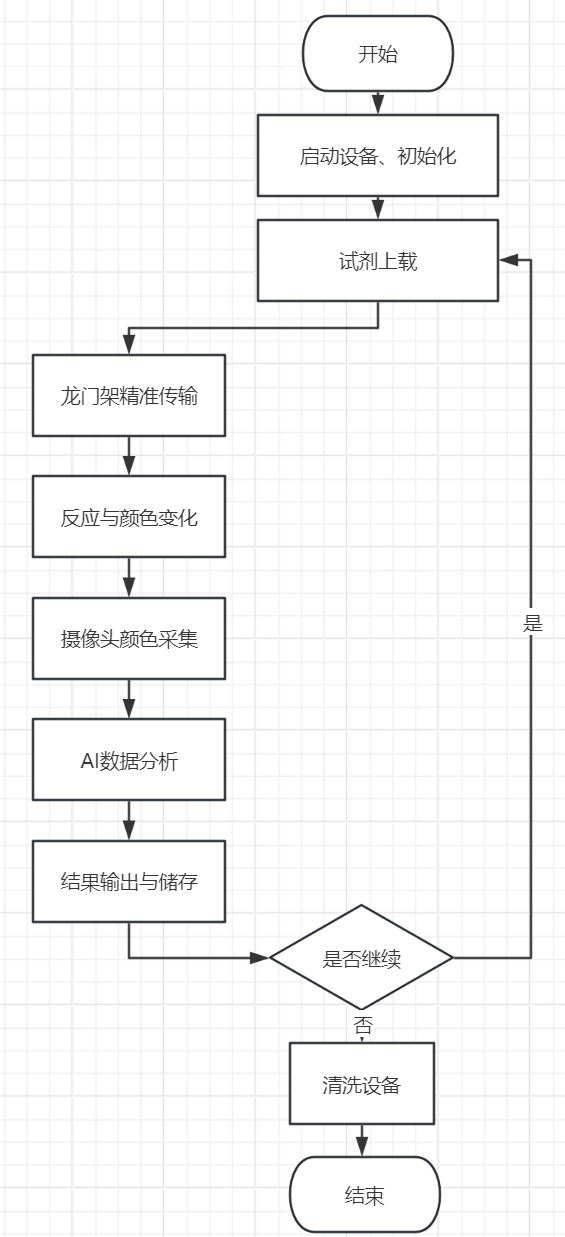 开始
启动设备、初始化
试剂上载
龙门架精准传输
反应与颜色变化
摄像头颜色采集
是
AI数据分析
结果输出与储存
是否继续
否
清洗设备
结束